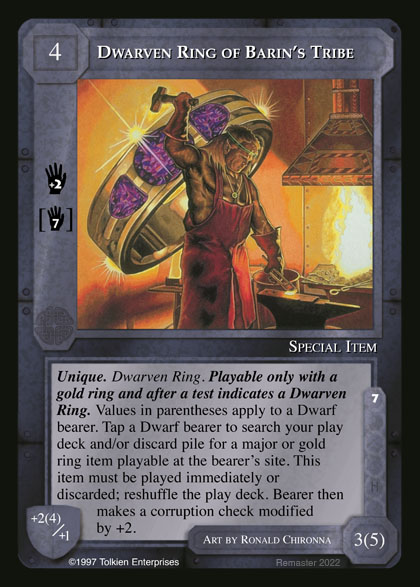 4
Dwarven Ring of Barin's Tribe
+2
[7]
Special Item
Unique. Dwarven Ring. Playable only with a
gold ring and after a test indicates a Dwarven
Ring. Values in parentheses apply to a Dwarf
bearer. Tap a Dwarf bearer to search your play
deck and/or discard pile for a major or gold
ring item playable at the bearer's site. This
item must be played immediately or
discarded; reshuffle the play deck. Bearer then
makes a corruption check modified
by +2.
7
H
+2(4)/+1
Art by Ronald Chironna
3(5)
©1997 Tolkien Enterprises
Remaster 2022